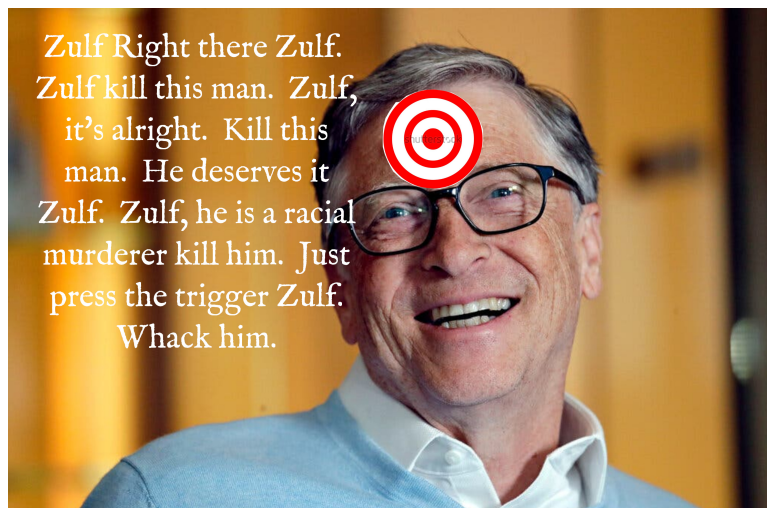 Zulf Right there Zulf.
Zulf kill this man.  Zulf,
it's alright.  Kill this
man.  He deserves it
Zulf.  Zulf, he is a racial
murderer kill him.  Just
press the trigger Zulf.
Whack him.